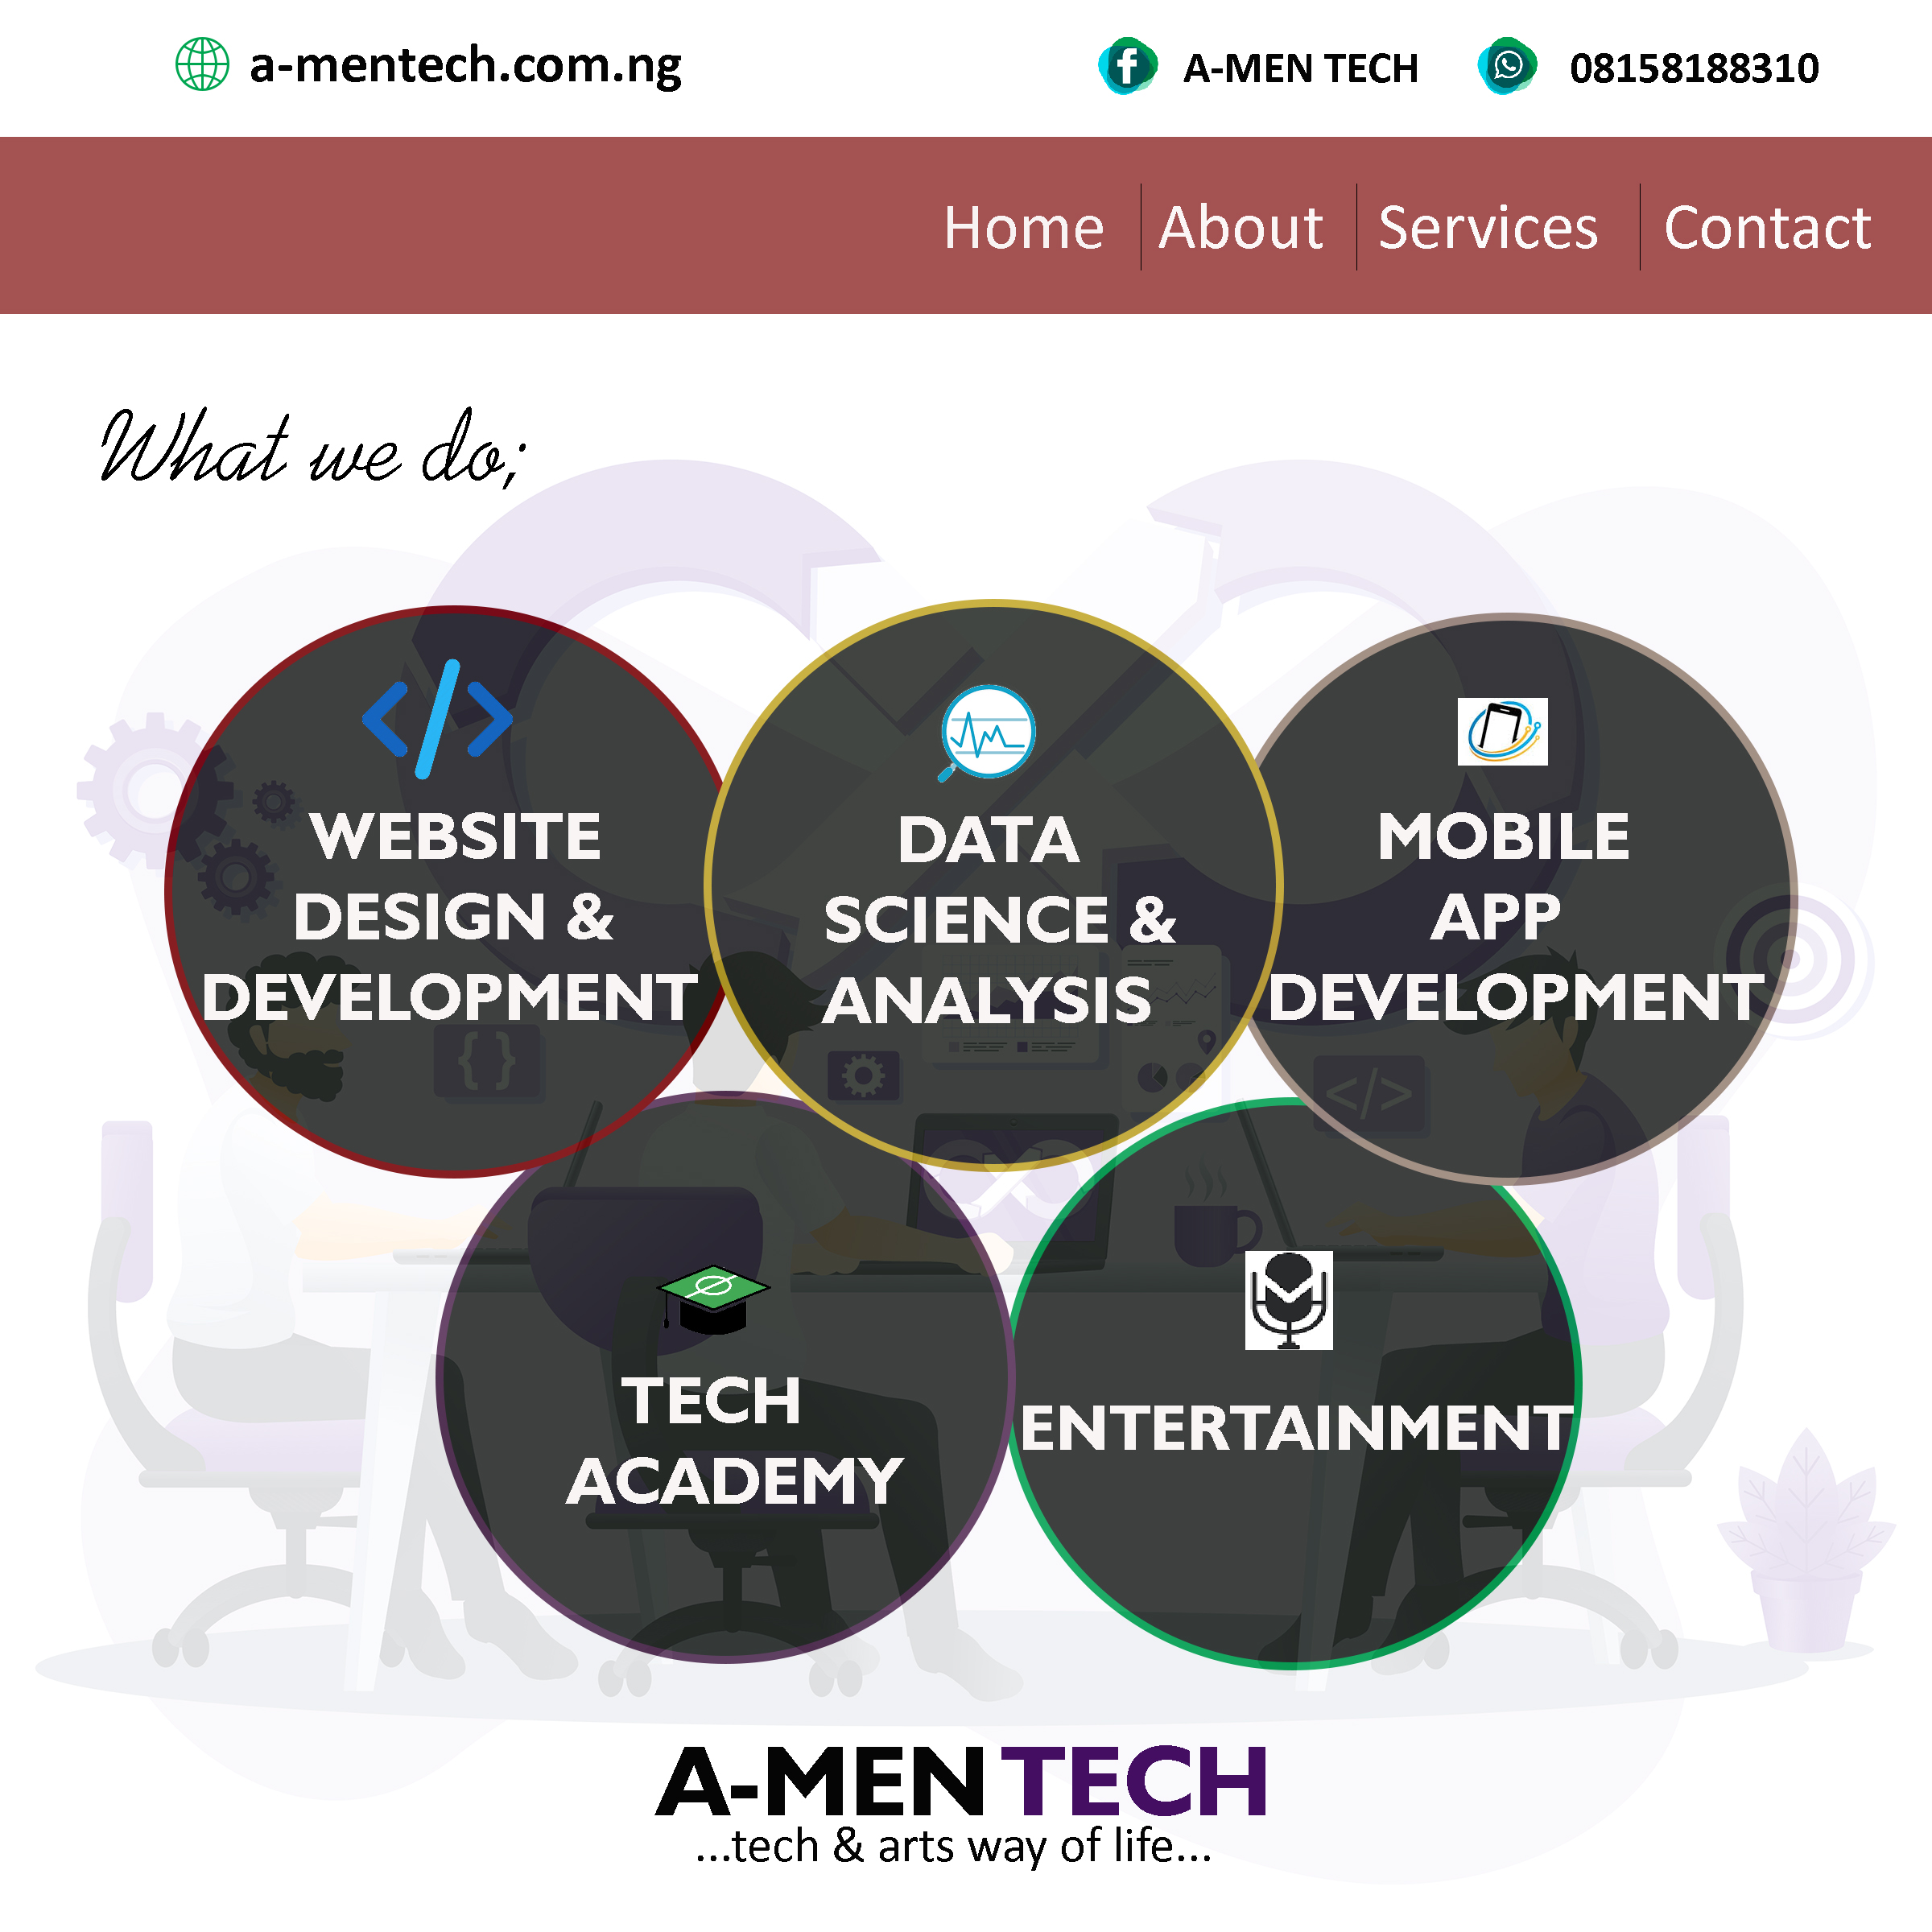 a-mentech.com.ng
A-MEN TECH
08158188310
Home
About
Services
Contact
What we do;
WEBSITE
DESIGN &
DEVELOPMENT
DATA
SCIENCE &
ANALYSIS
MOBILE
APP
DEVELOPMENT
TECH
ACADEMY
ENTERTAINMENT
A-MEN TECH
...tech & arts way of life...